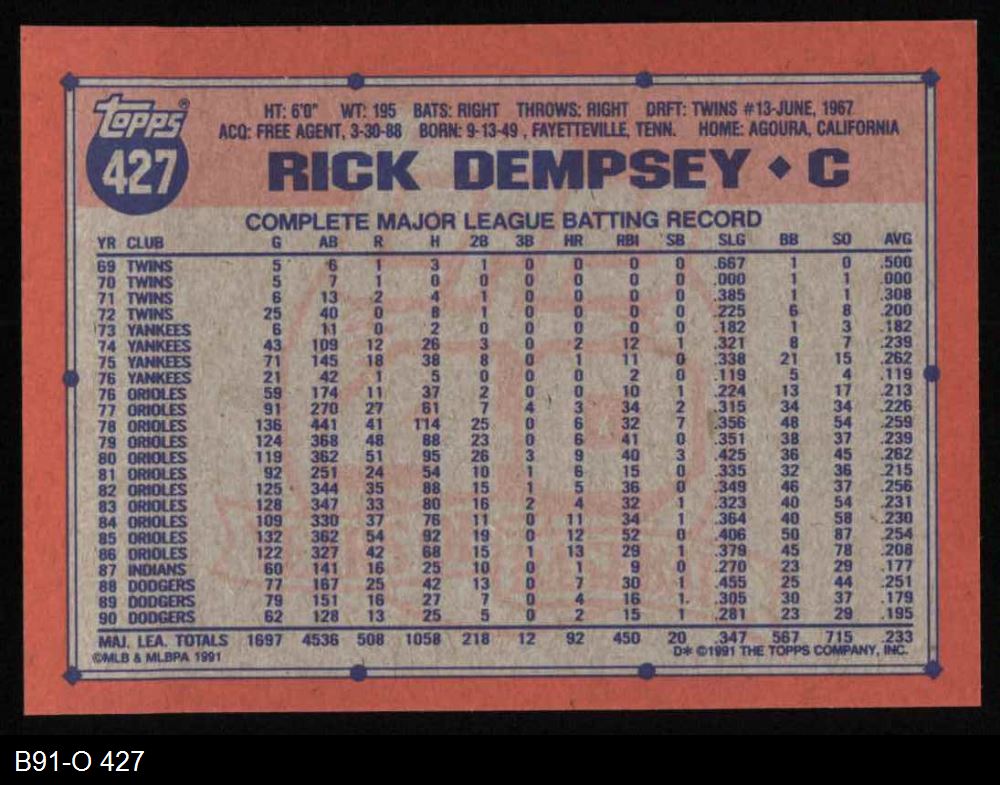 TOPPS®
427
HT: 6'0" WT: 195 BATS: RIGHT THROWS: RIGHT DRFT: TWINS #13-JUNE, 1967
ACQ: FREE AGENT, 3-30-88 BORN: 9-13-49 , FAYETTEVILLE, TENN. HOME: AGOURA, CALIFORNIA
RICK DEMPSEY ♦ C
COMPLETE MAJOR LEAGUE BATTING RECORD
YR CLUB G AB R H 2B 3B HR RBI SB SLG BB SO AVG
69 TWINS 5 6 1 3 1 0 0 0 0 .667 1 0 .500
70 TWINS 5 7 1 0 0 0 0 0 0 .000 1 1 .000
71 TWINS 6 13 2 4 1 0 0 0 0 .385 1 1 .308
72 TWINS 25 40 0 8 1 0 0 0 0 .225 6 8 .200
73 YANKEES 6 11 0 2 0 0 0 0 0 .182 1 3 .182
74 YANKEES 43 109 12 26 3 0 2 12 1 .321 8 7 .239
75 YANKEES 71 145 18 38 8 0 1 11 0 .338 21 15 .262
76 YANKEES 21 42 1 5 0 0 0 2 0 .119 5 4 .119
76 ORIOLES 59 174 11 37 2 0 0 10 1 .224 13 17 .213
77 ORIOLES 91 270 27 61 7 4 3 34 2 .315 34 34 .226
78 ORIOLES 136 441 41 114 25 0 6 32 7 .356 48 54 .259
79 ORIOLES 124 368 48 88 23 0 6 41 0 .351 38 37 .239
80 ORIOLES 119 362 51 95 26 3 9 40 3 .425 36 45 .262
81 ORIOLES 92 251 24 54 10 1 6 15 0 .335 32 36 .215
82 ORIOLES 125 344 35 88 15 1 5 36 0 .349 46 37 .256
83 ORIOLES 128 347 33 80 16 2 4 32 1 .323 40 54 .231
84 ORIOLES 109 330 37 76 11 0 11 34 1 .364 40 58 .230
85 ORIOLES 132 362 54 92 19 0 12 52 0 .406 50 87 .254
86 ORIOLES 122 327 42 68 15 1 13 29 1 .379 45 78 .208
87 INDIANS 60 141 16 25 10 0 1 9 0 .270 23 29 .177
88 DODGERS 77 167 25 42 13 0 7 30 1 .455 25 44 .251
89 DODGERS 79 151 16 27 7 0 4 16 1 .305 30 37 .179
90 DODGERS 62 128 13 25 5 0 2 15 1 .281 23 29 .195
MAJ. LEA. TOTALS 1697 4536 508 1058 218 12 92 450 20 .347 567 715 .233
©MLB & MLBPA 1991 D* ©1991 THE TOPPS COMPANY, INC.
B91-O 427